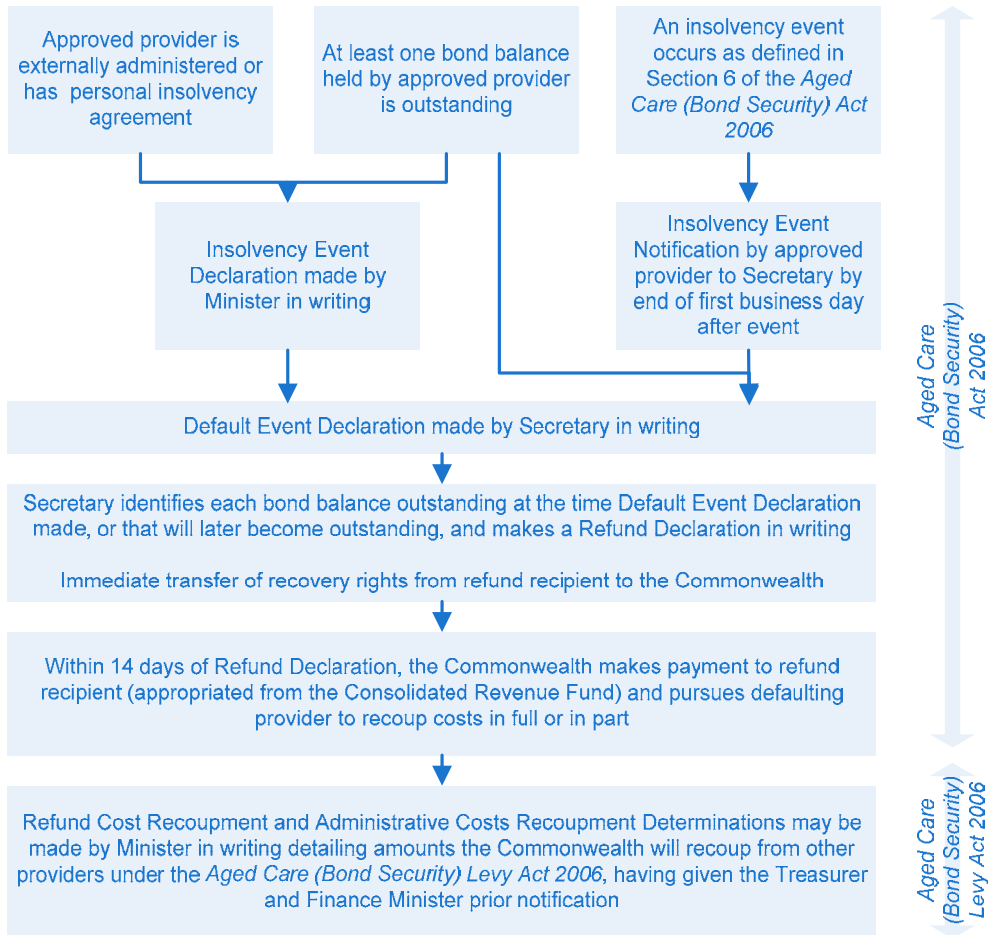 Approved provider is
externally administered or
has personal insolvency
agreement
At least one bond balance
held by approved provider
is outstanding
An insolvency event
occurs as defined in
Section 6 of the Aged
Care (Bond Security) Act
2006
Insolvency Event
Declaration made by
Minister in writing
Insolvency Event
Notification by approved
provider to Secretary by
end of first business day
after event
Default Event Declaration made by Secretary in writing
Secretary identifies each bond balance outstanding at the time Default Event Declaration
made, or that will later become outstanding, and makes a Refund Declaration in writing
Immediate transfer of recovery rights from refund recipient to the Commonwealth
Within 14 days of Refund Declaration, the Commonwealth makes payment to refund
recipient (appropriated from the Consolidated Revenue Fund) and pursues defaulting
provider to recoup costs in full or in part
Refund Cost Recoupment and Administrative Costs Recoupment Determinations may be
made by Minister in writing detailing amounts the Commonwealth will recoup from other
providers under the Aged Care (Bond Security) Levy Act 2006, having given the Treasurer
and Finance Minister prior notification
Aged Care
(Bond Security)
Act 2006
Aged Care
(Bond Security)
Levy Act 2006